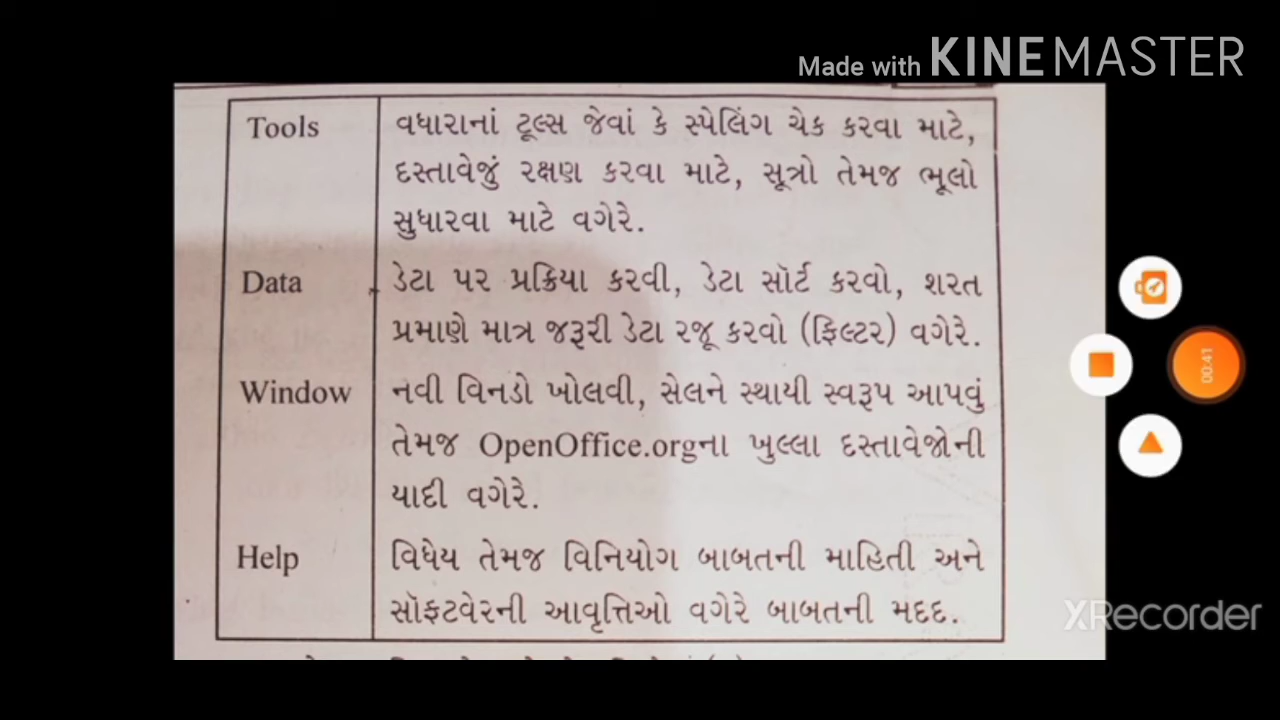 Made with KINEMASTER
Tools વધારાનાં ટૂલ્સ જેવાં કે સ્પેલિંગ ચેક કરવા માટે,
દસ્તાવેજું રક્ષણ કરવા માટે, સૂત્રો તેમજ ભૂલો
સુધારવા માટે વગેરે.
Data ડેટા પર પ્રક્રિયા કરવી, ડેટા સૉર્ટ કરવો, શરત
પ્રમાણે માત્ર જરૂરી ડેટા રજૂ કરવો (ફિલ્ટર) વગેરે.
Window નવી વિનડો ખોલવી, સેલને સ્થાયી સ્વરૂપ આપવું
તેમજ OpenOffice.orgના ખુલ્લા દસ્તાવેજોની
યાદી વગેરે.
Help વિધેય તેમજ વિનિયોગ બાબતની માહિતી અને
સૉફ્ટવેરની આવૃત્તિઓ વગેરે બાબતની મદદ.
00:41
XRecorder